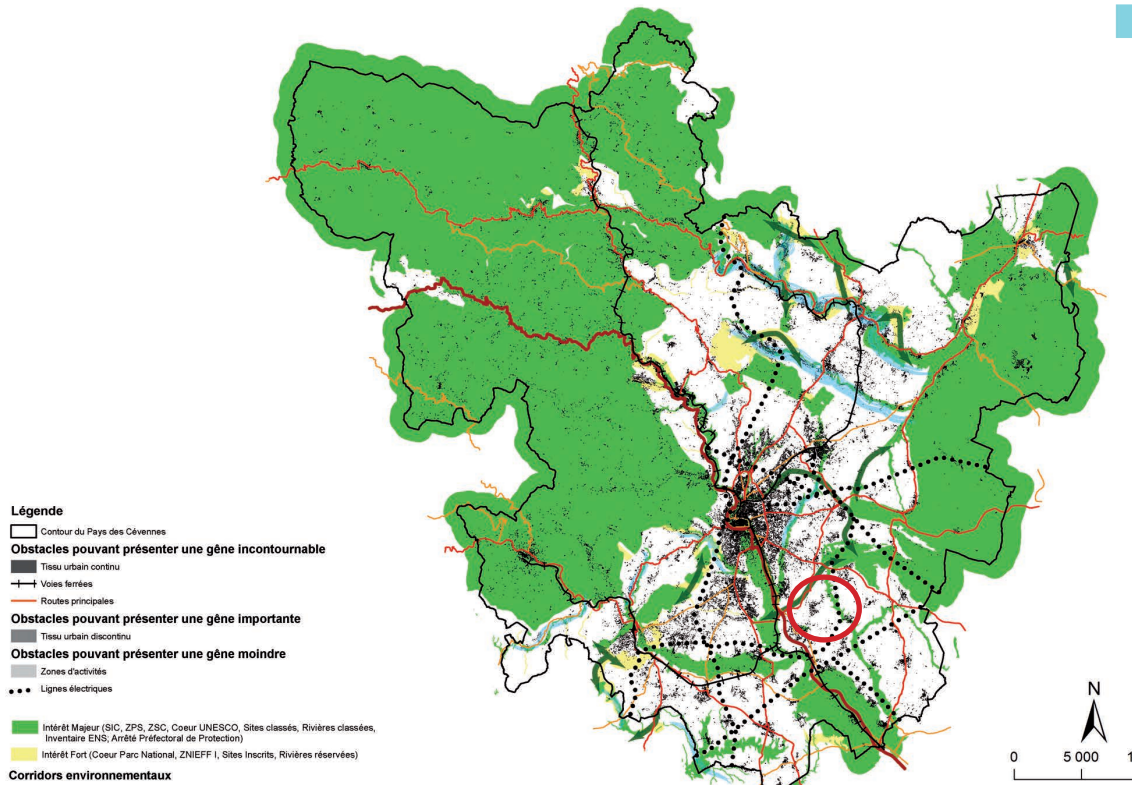 Légende
Contour du Pays des Cévennes
Obstacles pouvant présenter une gêne incontournable
Tissu urbain continu
Voies ferrées
Routes principales
Obstacles pouvant présenter une gêne importante
Tissu urbain discontinu
Obstacles pouvant présenter une gêne moindre
Zones d'activités
Lignes électriques
Intérêt Majeur (SIC, ZPS, ZSC, Coeur UNESCO, Sites classés, Rivières classées,
Inventaire ENS; Arrêté Préfectoral de Protection)
Intérêt Fort (Coeur Parc National, ZNIEFF I, Sites Inscrits, Rivières réservées)
Corridors environnementaux
N
0 5 000